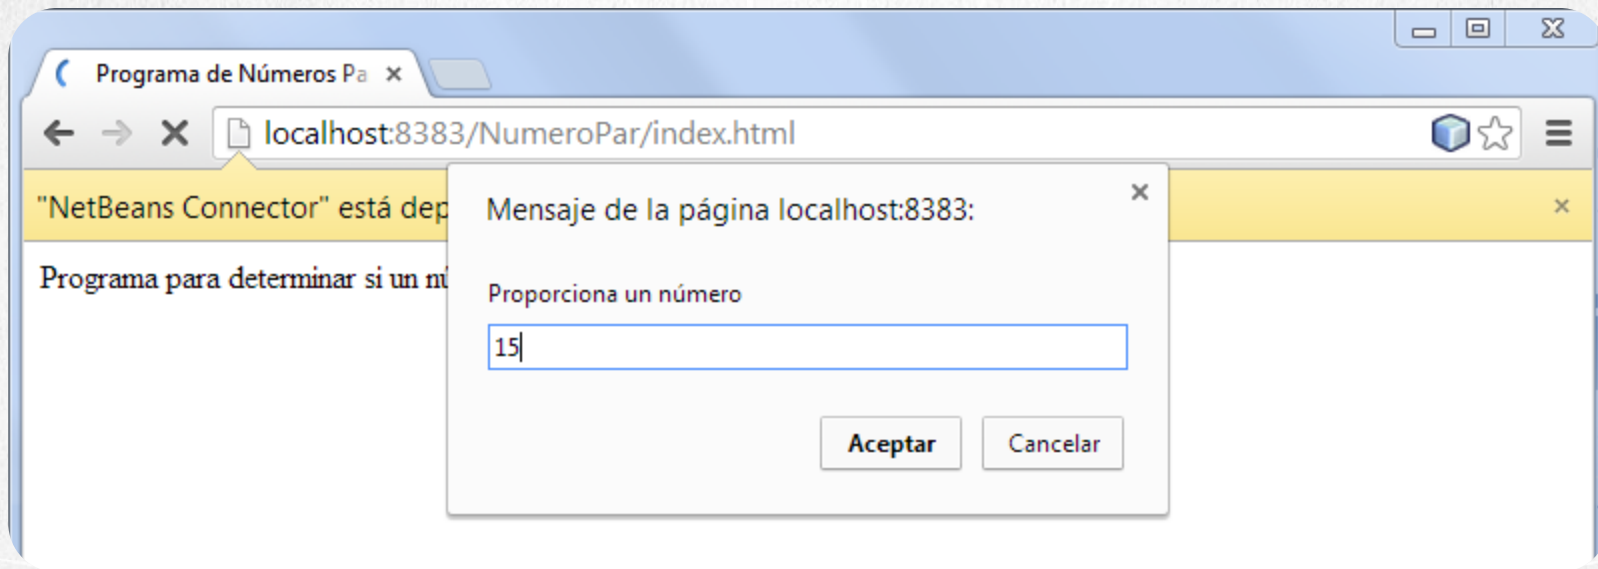 Programa de Números Pa
localhost:8383/NumeroPar/index.html
"NetBeans Connector" está dep
Programa para determinar si un nú
Mensaje de la página localhost:8383:
Proporciona un número
15
Aceptar
Cancelar